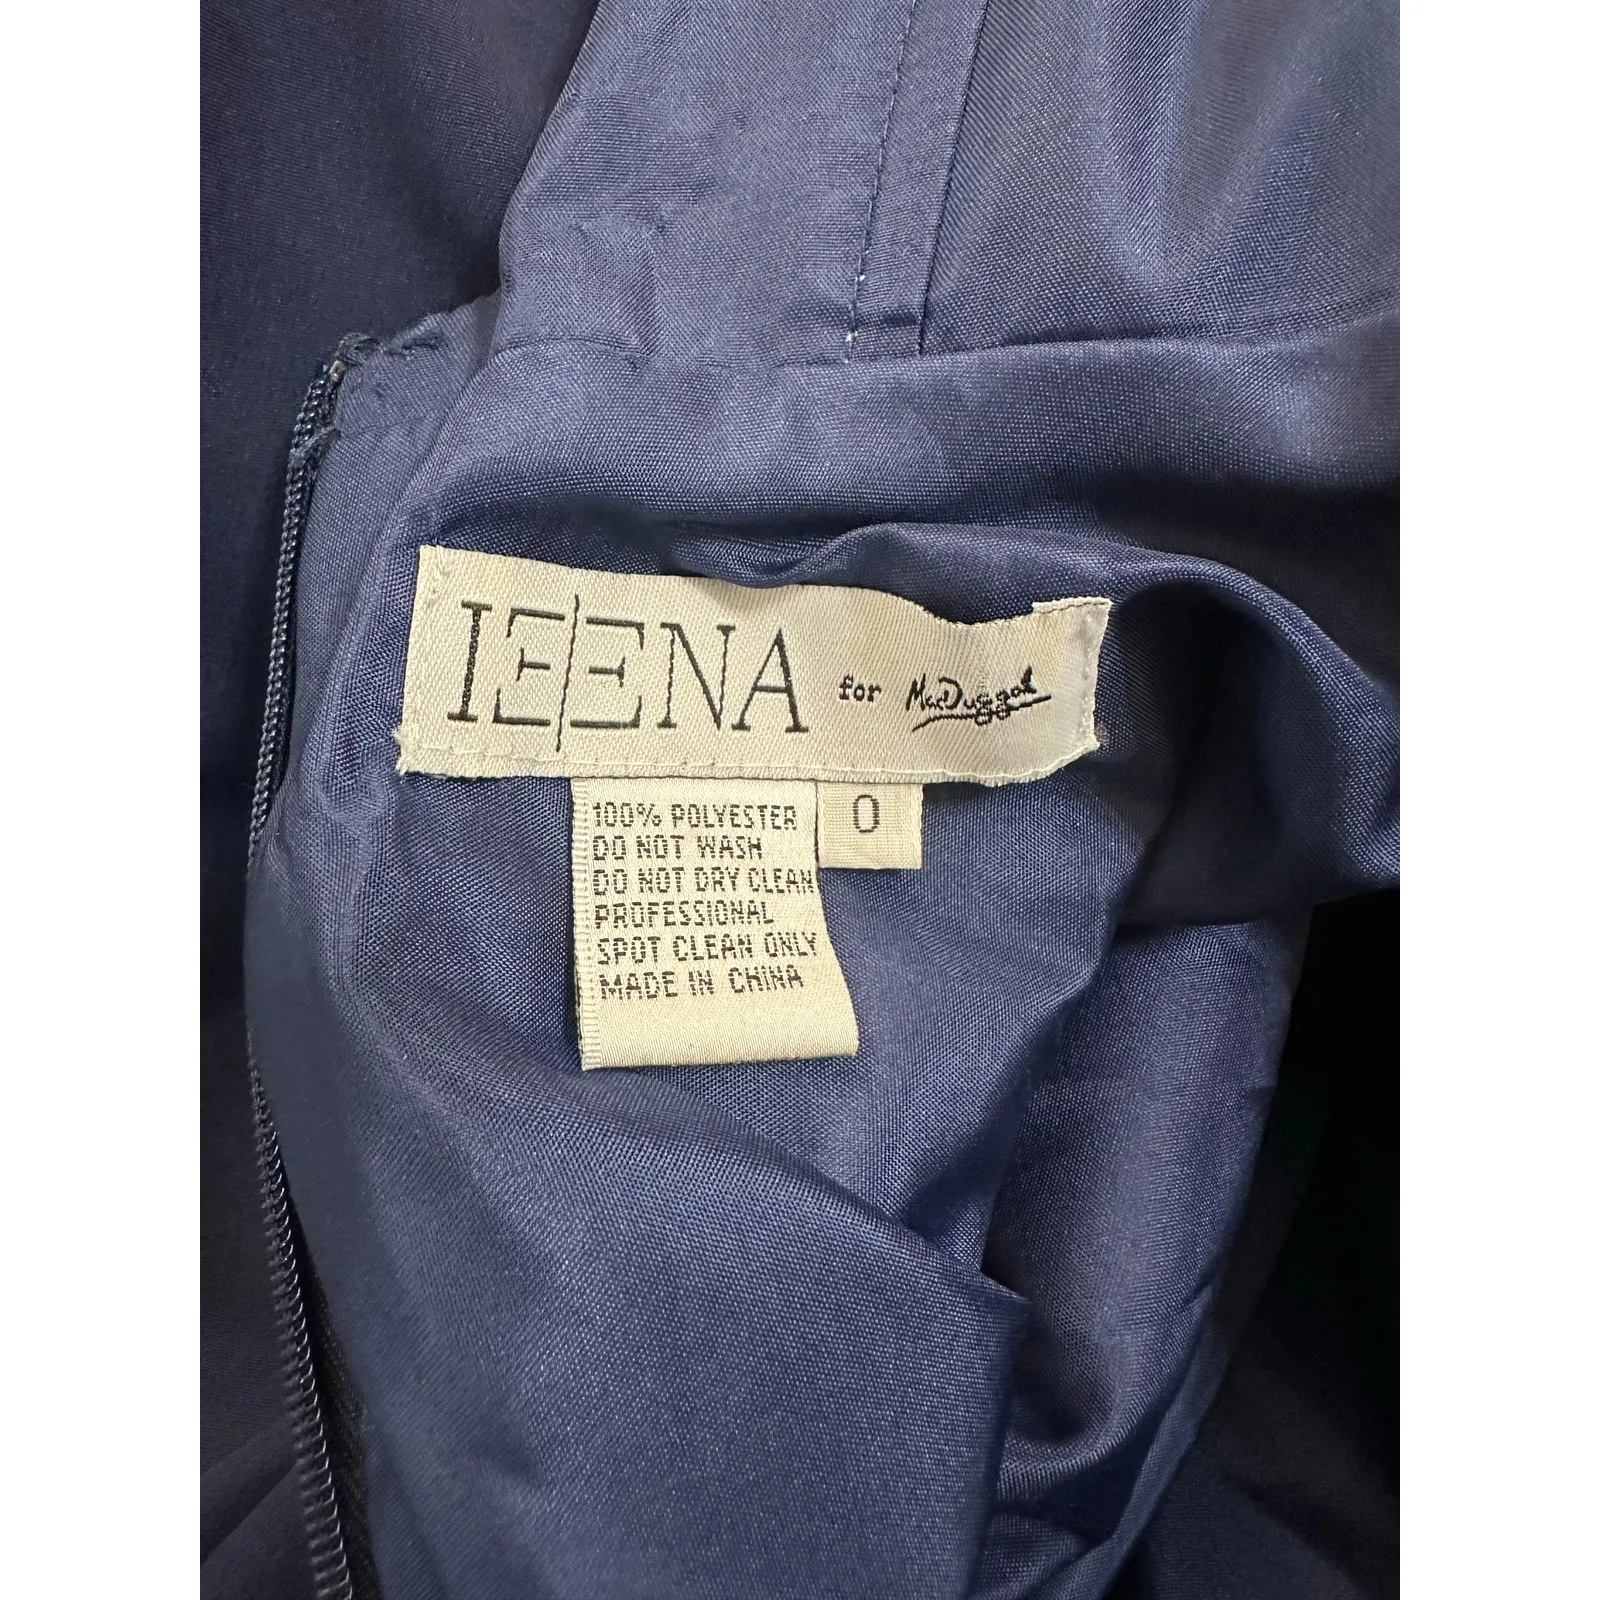 IEENA for MacDuggal
0
100% POLYESTER
DO NOT WASH
DO NOT DRY CLEAN
PROFESSIONAL
SPOT CLEAN ONLY
MADE IN CHINA